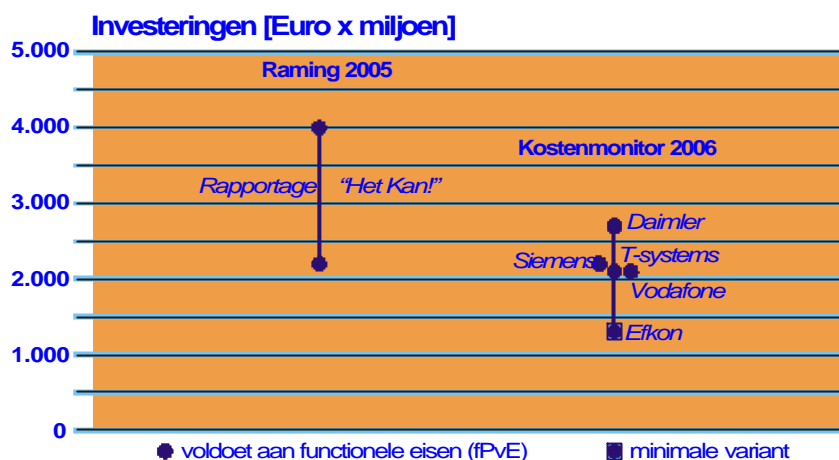 Investeringen [Euro x miljoen]
5.000
Raming 2005
4.000
Kostenmonitor 2006
Rapportage "Het Kan!"
3.000
Daimler
Siemens T-systems
2.000
Vodafone
Efkon
1.000
0
voldoet aan functionele eisen (fPvE) minimale variant